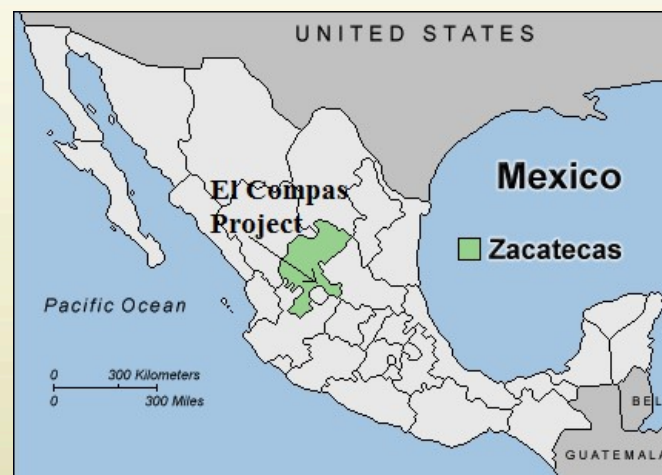 UNITED STATES
El Compas
Project
Mexico
Zacatecas
Pacific Ocean
0 300 Kilometers
0 300 Miles
BEL
GUATEMALA